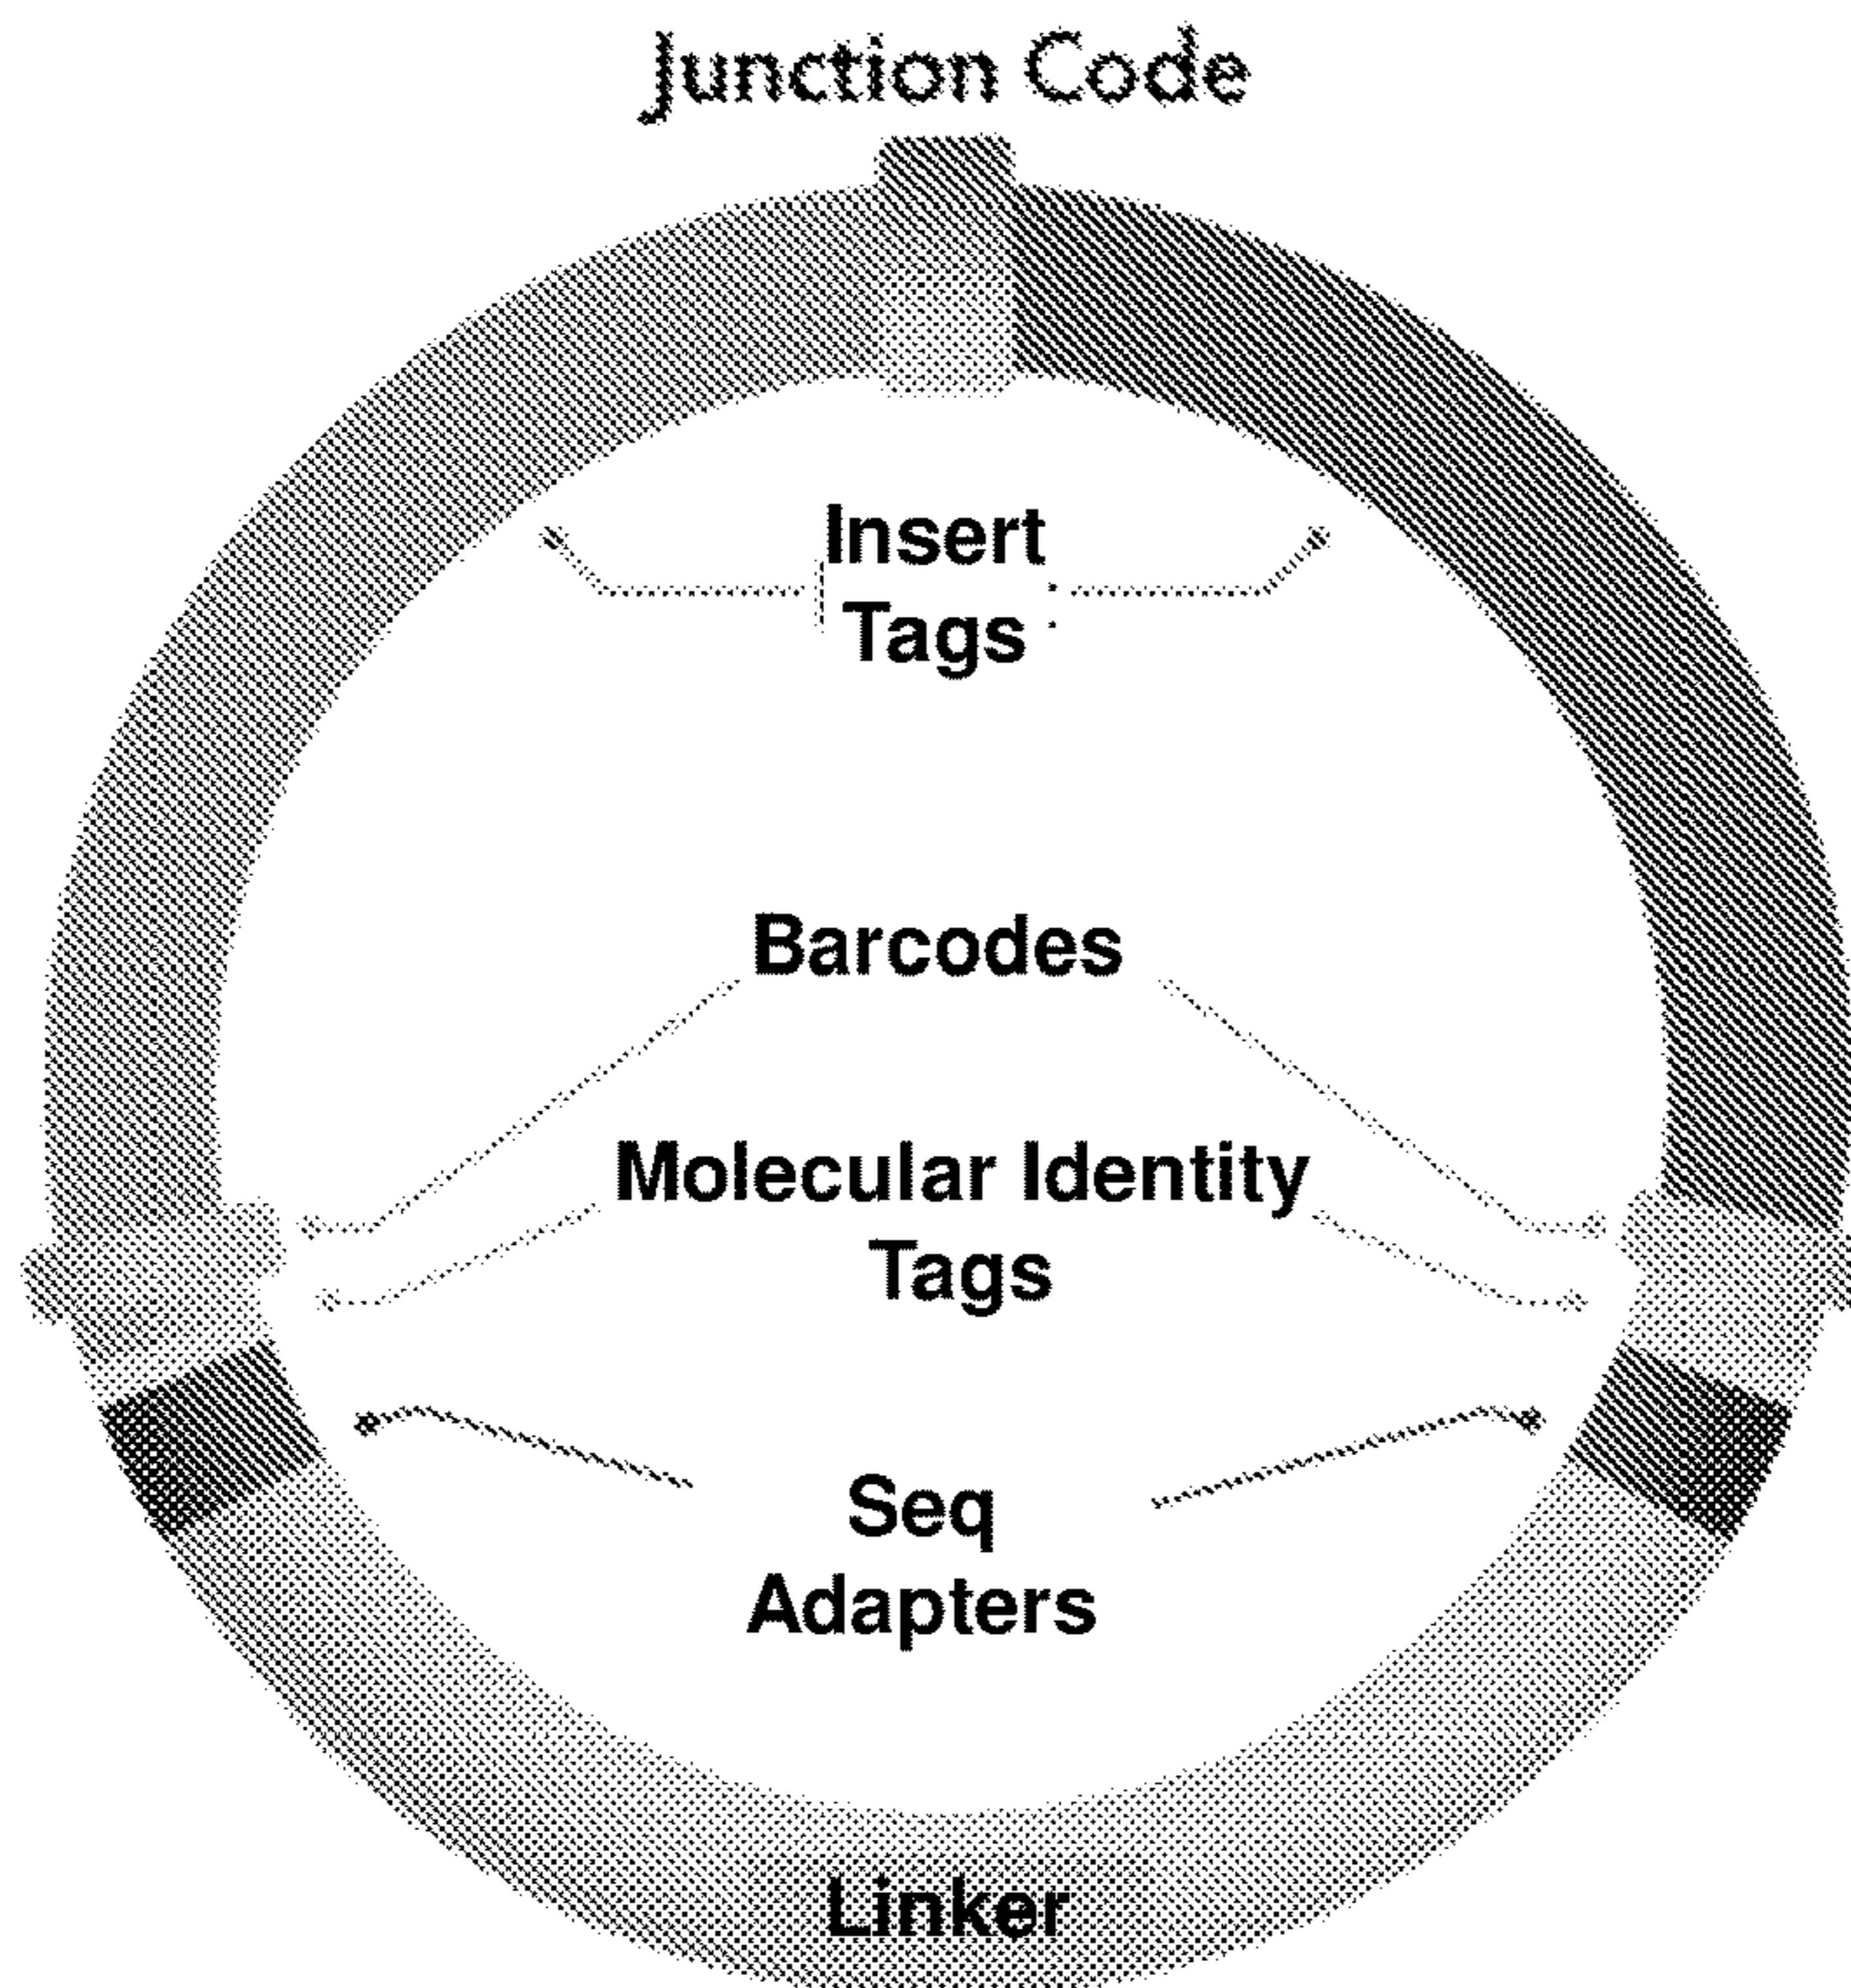 Junction Code
Insert
Tags
Barcodes
Molecular Identity
Tags
Seq
Adapters
Linker